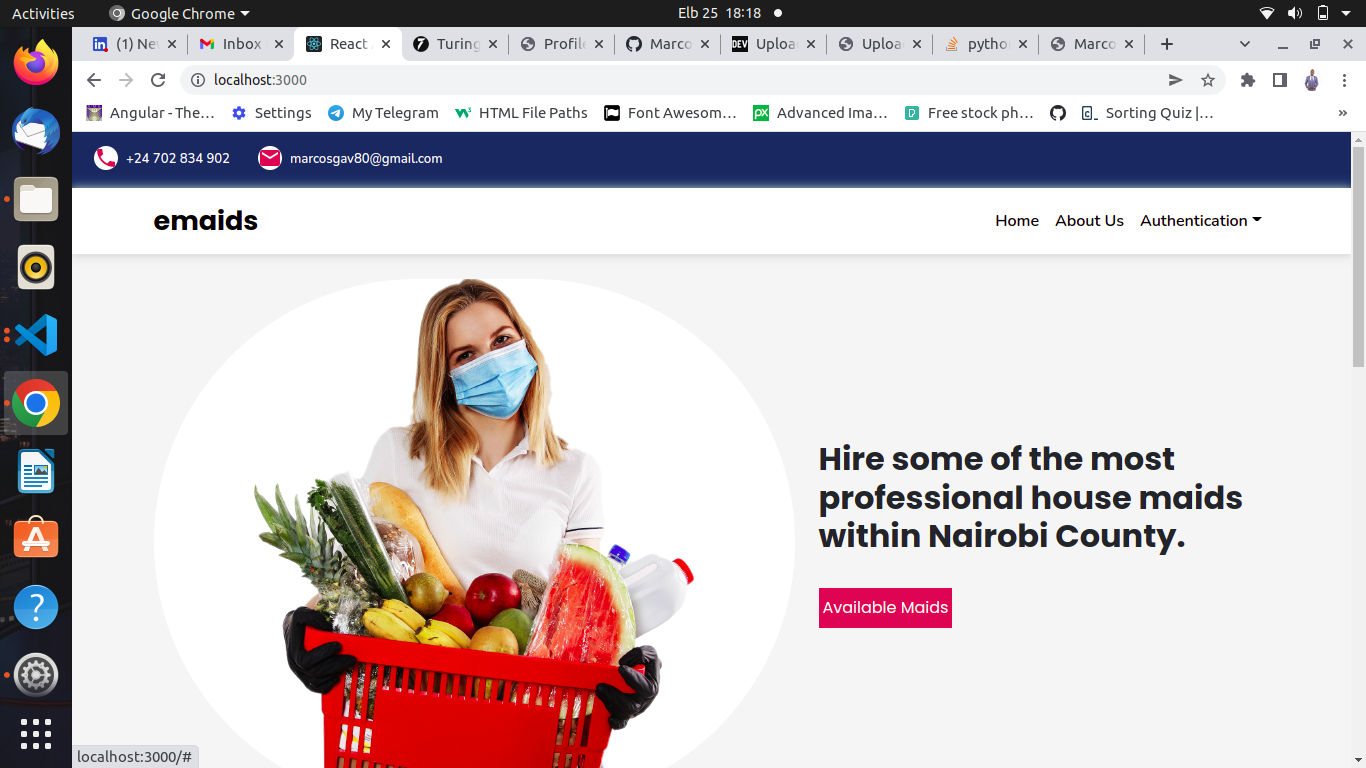 Activities
Google Chrome
Elb 25 18:18
(1) Ne
Inbox
React
Turing
Profile
Marco
DEV
Uploa
Uploa
pytho
Marco
localhost:3000
Angular - The...
Settings
My Telegram
HTML File Paths
Font Awesom...
Advanced Ima...
Free stock ph...
Sorting Quiz |...
»
+24 702 834 902
marcosgav80@gmail.com
emaids
Home
About Us
Authentication
Hire some of the most
professional house maids
within Nairobi County.
Available Maids
localhost:3000/#